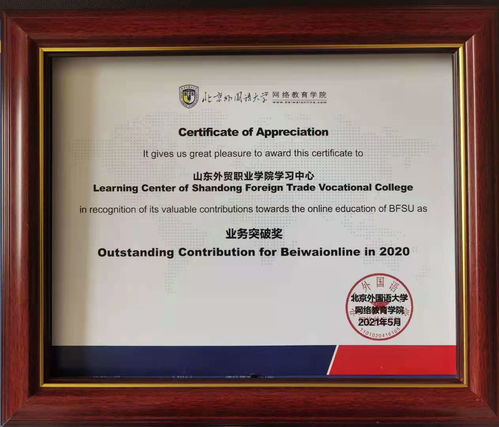 北京外国语大学 网络教育学院
www.beiwaionline.com
Certificate of Appreciation
It gives us great pleasure to award this certificate to
山东外贸职业学院学习中心
Learning Center of Shandong Foreign Trade Vocational College
in recognition of its valuable contributions towards the online education of BFSU as
业务突破奖
Outstanding Contribution for Beiwaionline in 2020
北京外国语大学
网络教育学院
2021年5月